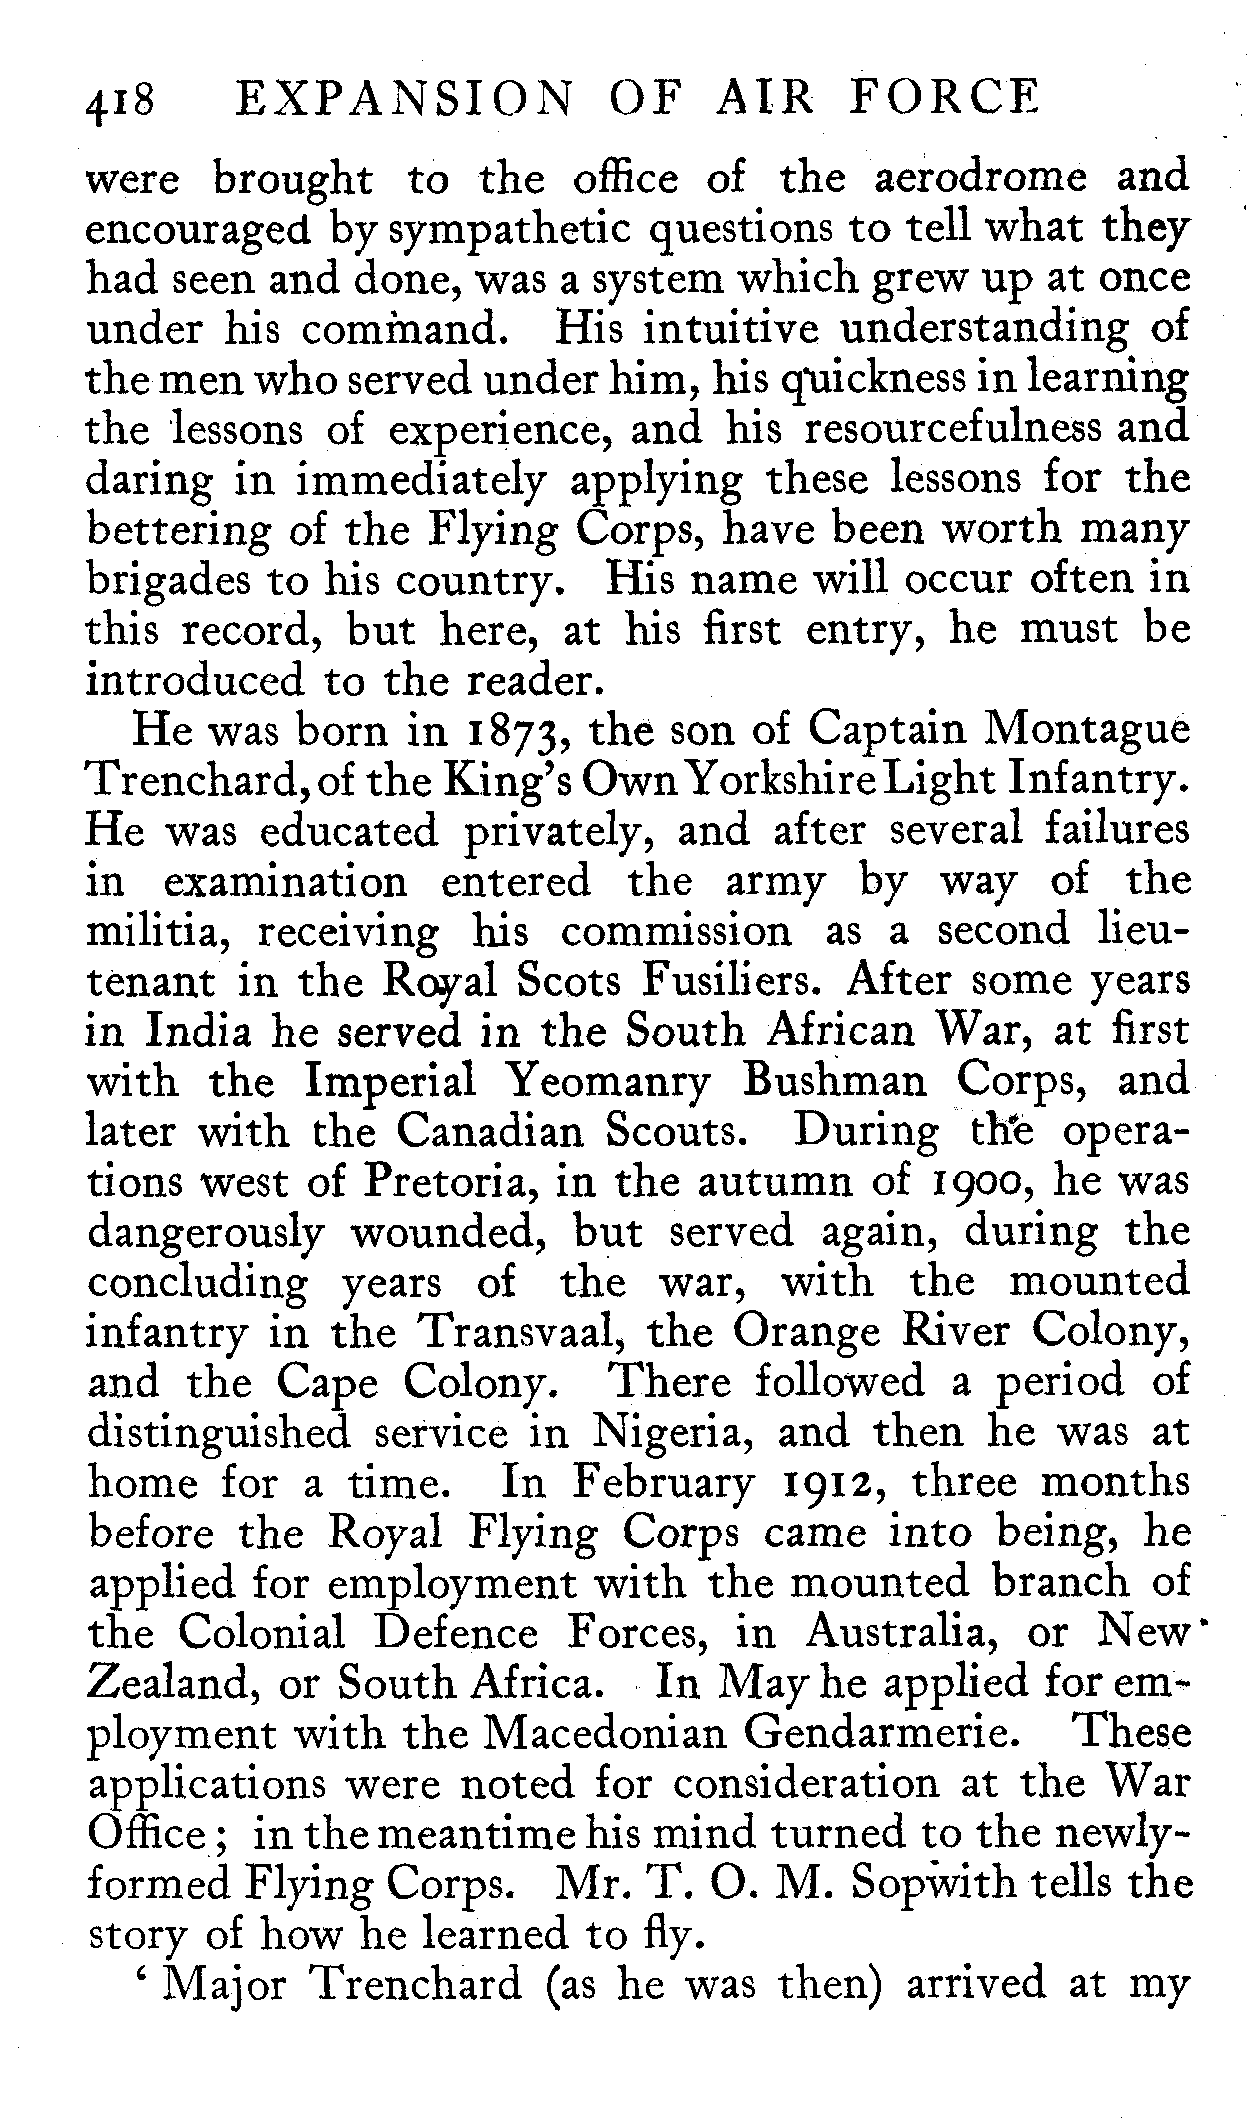 418 EXPANSION OF AIR FORCE
were brought to the office of the aerodrome and
encouraged by sympathetic questions to tell what they
had seen and done, was a system which grew up at once
under his command. His intuitive understanding of
the men who served under him, his quickness in learning
the lessons of experience, and his resourcefulness and
daring in immediately applying these lessons for the
bettering of the Flying Corps, have been worth many
brigades to his country. His name will occur often in
this record, but here, at his first entry, he must be
introduced to the reader.
He was born in 1873, the son of Captain Montague
Trenchard, of the King's Own Yorkshire Light Infantry.
He was educated privately, and after several failures
in examination entered the army by way of the
militia, receiving his commission as a second lieu-
tenant in the Royal Scots Fusiliers. After some years
in India he served in the South African War, at first
with the Imperial Yeomanry Bushman Corps, and
later with the Canadian Scouts. During the opera-
tions west of Pretoria, in the autumn of 1900, he was
dangerously wounded, but served again, during the
concluding years of the war, with the mounted
infantry in the Transvaal, the Orange River Colony,
and the Cape Colony. There followed a period of
distinguished service in Nigeria, and then he was at
home for a time. In February 1912, three months
before the Royal Flying Corps came into being, he
applied for employment with the mounted branch of
the Colonial Defence Forces, in Australia, or New
Zealand, or South Africa. In May he applied for em-
ployment with the Macedonian Gendarmerie. These
applications were noted for consideration at the War
Office; in the meantime his mind turned to the newly-
formed Flying Corps. Mr. T. O. M. Sopwith tells the
story of how he learned to fly.
‘ Major Trenchard (as he was then) arrived at my